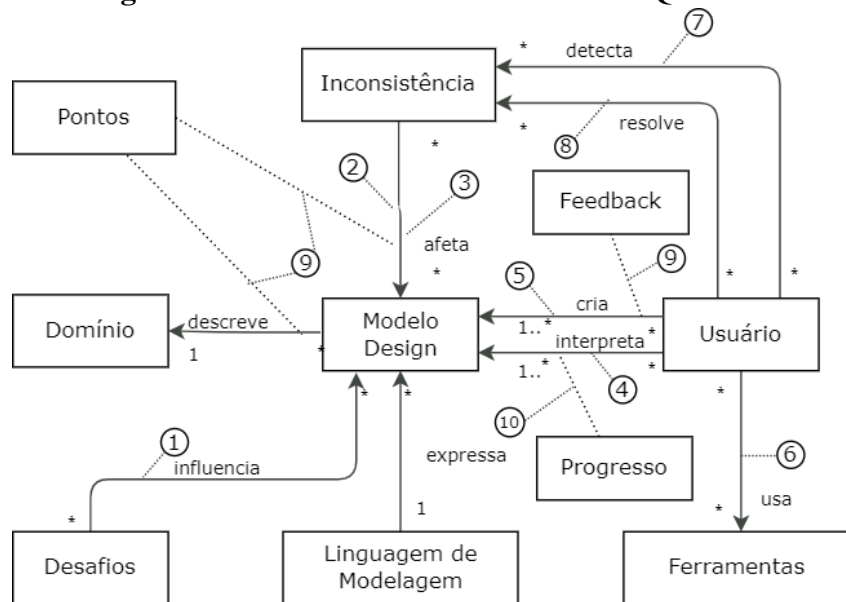 detecta
7
Inconsistência
*
Pontos
resolve
8
*
*
2
3
Feedback
afeta
*
9
5
9
*
*
cria
Domínio
descreve
Modelo
Design
1..*
*
Usuário
interpreta
1
*
1..*
*
4
*
*
*
10
1
influencia
expressa
Progresso
6
*
1
*
usa
Desafios
Linguagem de
Modelagem
Ferramentas